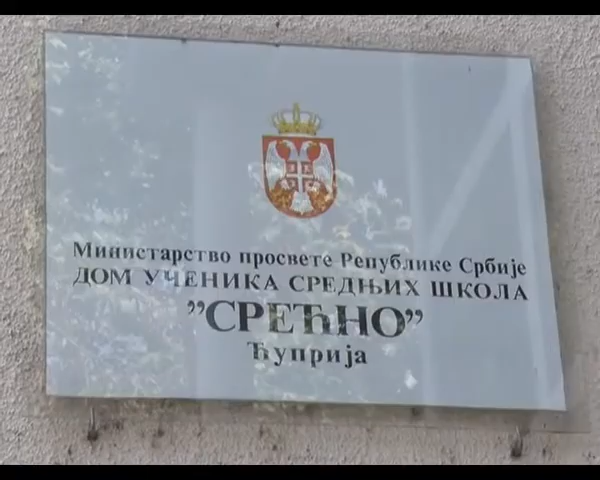 Министарство просвете Републике Србије
ДОМ УЧЕНИКА СРЕДЊИХ ШКОЛА
”СРЕЋНО”
Ћуприја